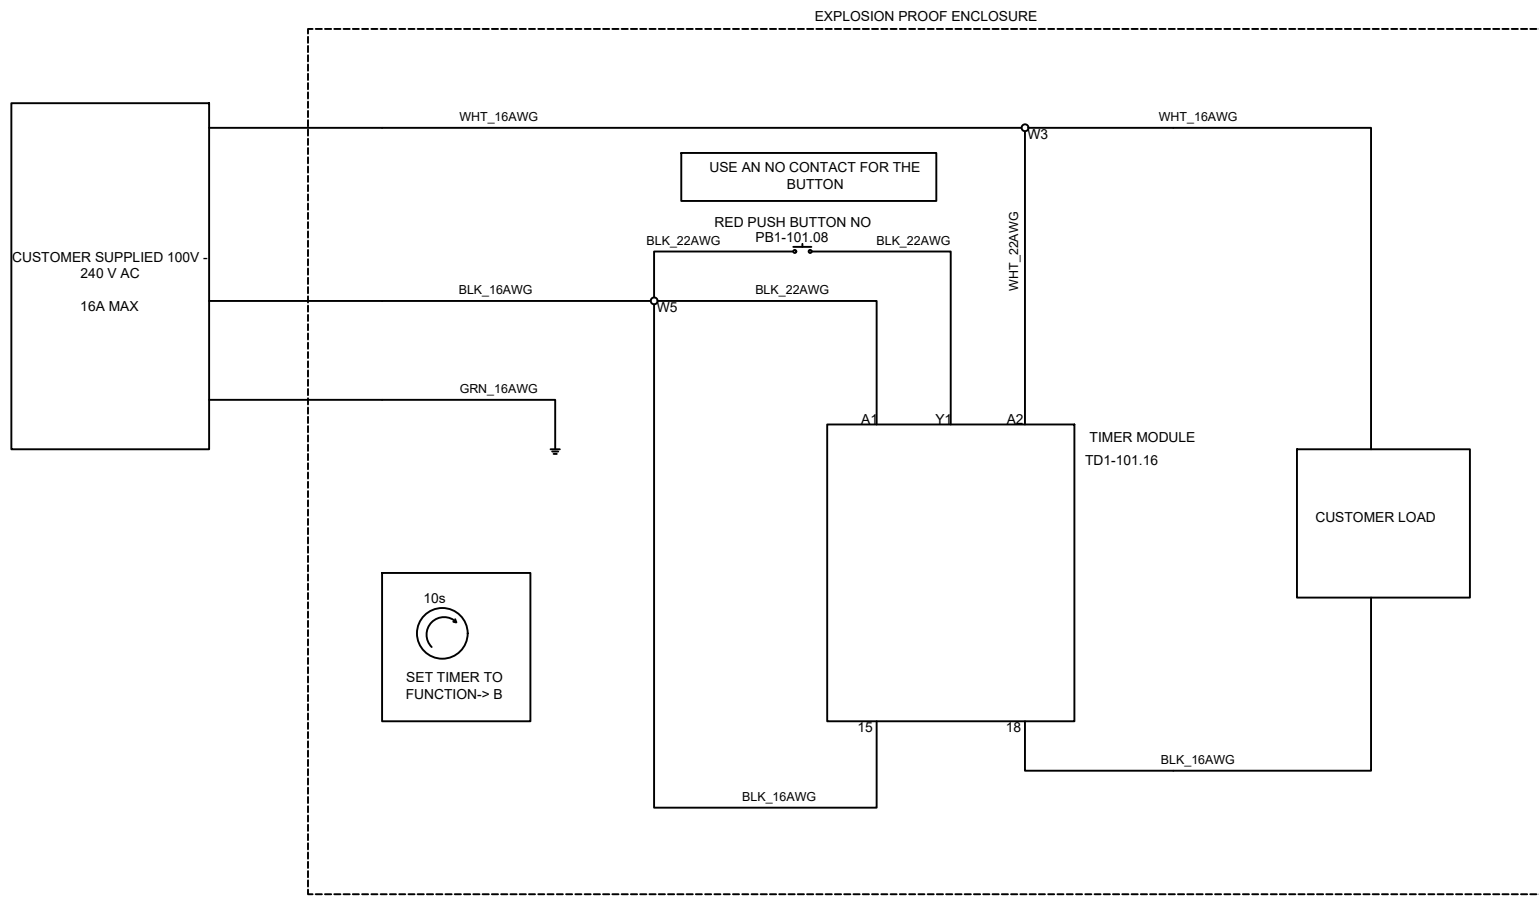 EXPLOSION PROOF ENCLOSURE
WHT_16AWG
WHT_16AWG
W3
USE AN NO CONTACT FOR THE
BUTTON
RED PUSH BUTTON NO
PB1-101.08
BLK_22AWG
BLK_22AWG
WHT_22AWG
CUSTOMER SUPPLIED 100V -
240 V AC
16A MAX
BLK_16AWG
W5
BLK_22AWG
GRN_16AWG
A1
Y1
A2
TIMER MODULE
TD1-101.16
CUSTOMER LOAD
10s
SET TIMER TO
FUNCTION-> B
15
18
BLK_16AWG
BLK_16AWG